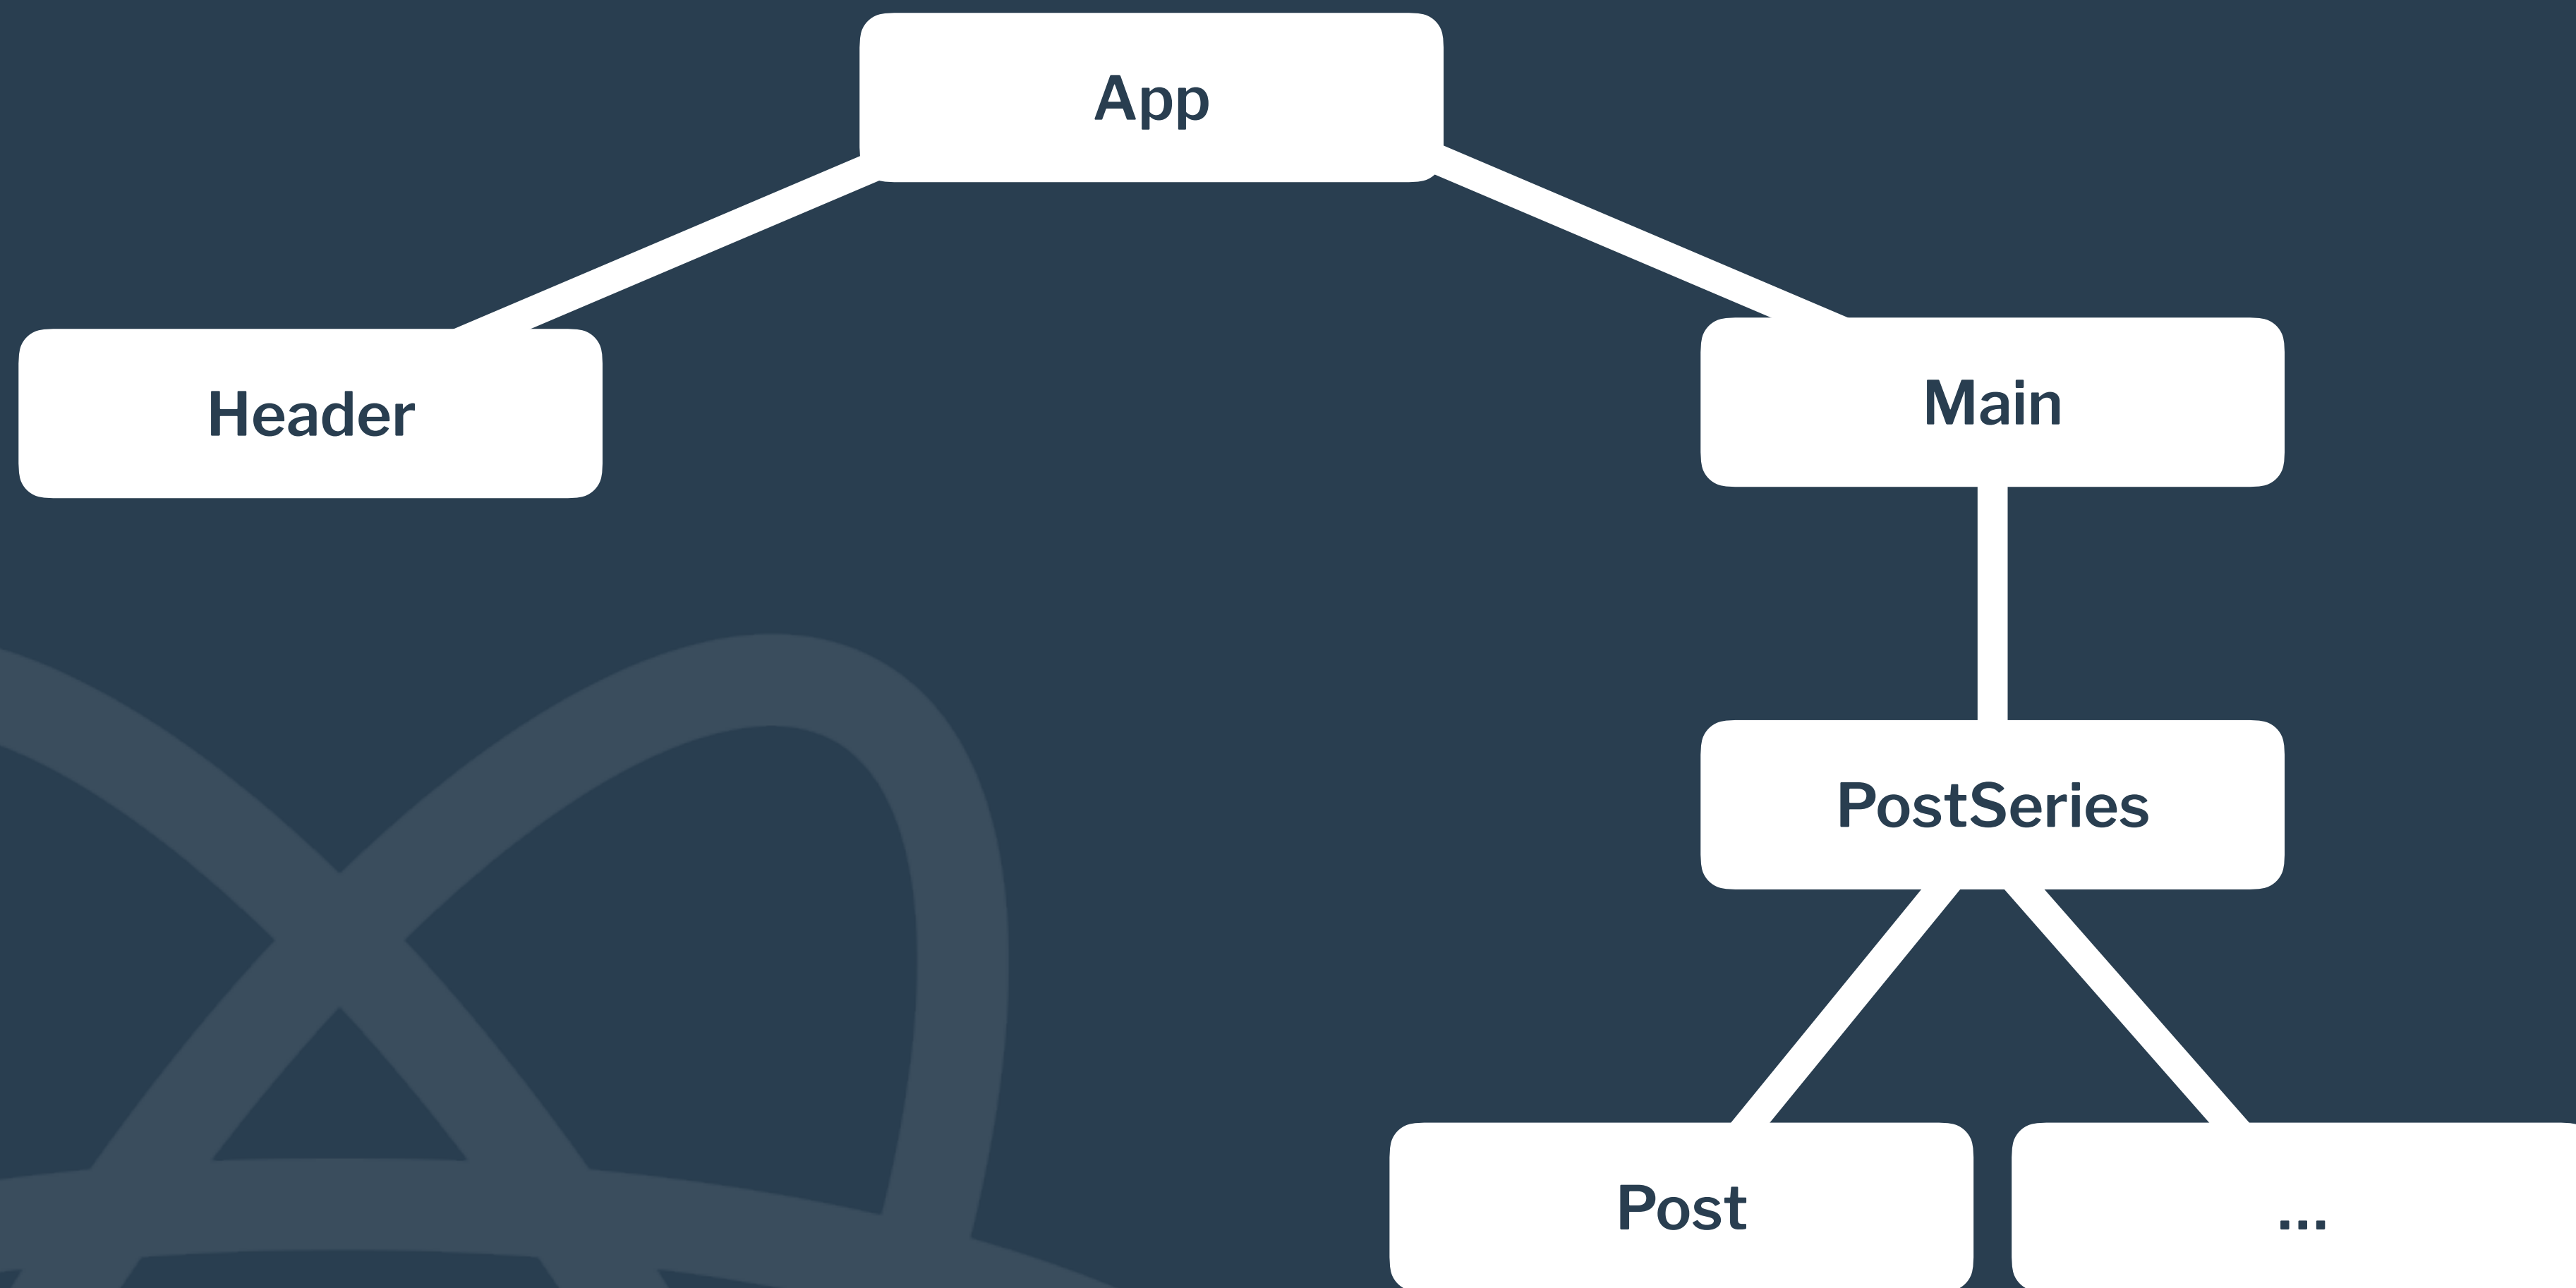 App
Header
Main
PostSeries
Post
...